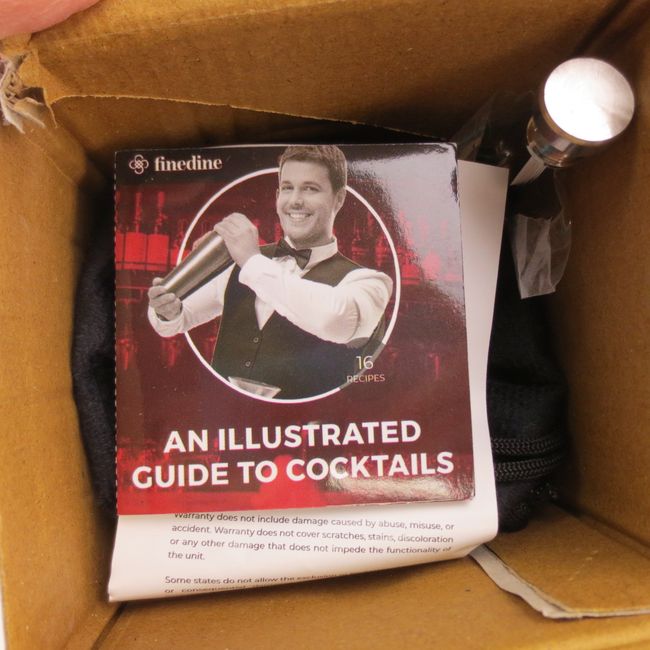 finedine
16
RECIPES
AN ILLUSTRATED
GUIDE TO COCKTAILS
Warranty does not include damage caused by abuse, misuse, or
accident. Warranty does not cover scratches, stains, discoloration
or any other damage that does not impede the functionality of
the unit.
Some states do not allow the
or